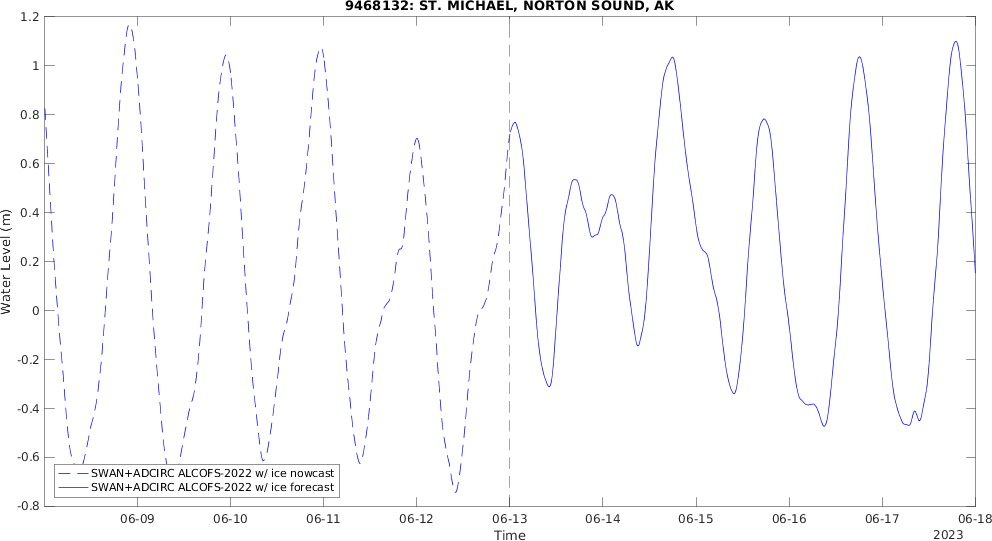 9468132: ST. MICHAEL, NORTON SOUND, AK
1.2
1
0.8
0.6
0.4
0.2
0
-0.2
-0.4
-0.6
-0.8
Water Level (m)
SWAN+ADCIRC ALCOFS-2022 w/ ice nowcast
SWAN+ADCIRC ALCOFS-2022 w/ ice forecast
06-09 06-10 06-11 06-12 06-13 06-14 06-15 06-16 06-17 06-18
Time
2023